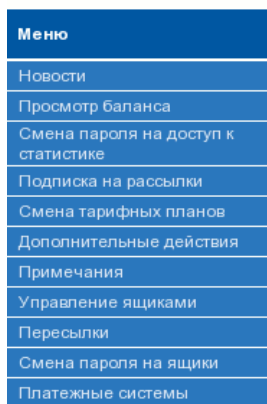 Меню
Новости
Просмотр баланса
Смена пароля на доступ к
статистике
Подписка на рассылки
Смена тарифных планов
Дополнительные действия
Примечания
Управление ящиками
Пересылки
Смена пароля на ящики
Платежные системы